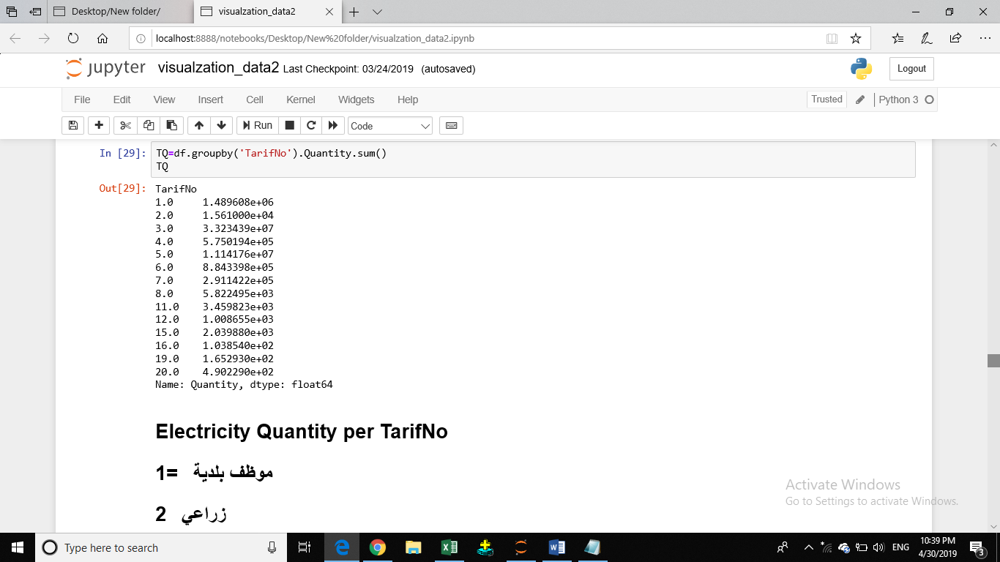 Desktop/New folder/
visualzation_data2
localhost:8888/notebooks/Desktop/New%20folder/visualzation_data2.ipynb
jupyter visualzation_data2 Last Checkpoint: 03/24/2019 (autosaved)
Logout
File Edit View Insert Cell Kernel Widgets Help
Trusted
Python 3
Run
Code
In [29]: TQ=df.groupby('TarifNo').Quantity.sum()
TQ
Out[29]: TarifNo
1.0 1.489608e+06
2.0 1.561000e+04
3.0 3.323439e+07
4.0 5.750194e+05
5.0 1.114176e+07
6.0 8.843398e+05
7.0 2.911422e+05
8.0 5.822495e+03
11.0 3.459823e+03
12.0 1.008655e+03
15.0 2.039880e+03
16.0 1.038540e+02
19.0 1.652930e+02
20.0 4.902290e+02
Name: Quantity, dtype: float64
Electricity Quantity per TarifNo
1= موظف بلدية
2 زراعي
Activate Windows
Go to Settings to activate Windows.
Type here to search
ENG
10:39 PM
4/30/2019
3